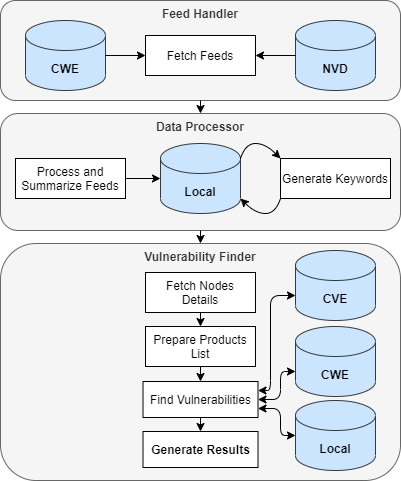 Feed Handler
CWE
Fetch Feeds
NVD
Data Processor
Process and
Summarize Feeds
Local
Generate Keywords
Vulnerability Finder
Fetch Nodes
Details
CVE
Prepare Products
List
CWE
Find Vulnerabilities
Generate Results
Local